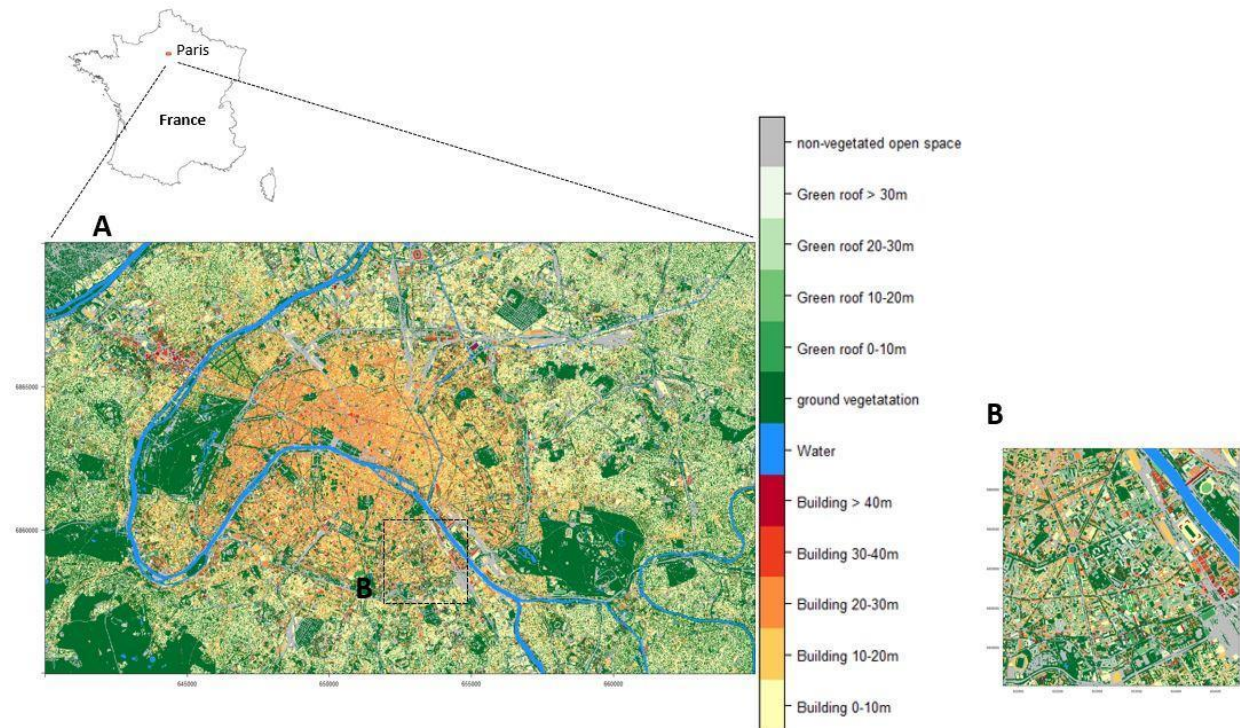 Paris
France
A
6865000
6860000
645000
650000
655000
660000
B
non-vegetated open space
Green roof > 30m
Green roof 20-30m
Green roof 10-20m
Green roof 0-10m
ground vegetatation
Water
Building > 40m
Building 30-40m
Building 20-30m
Building 10-20m
Building 0-10m
B